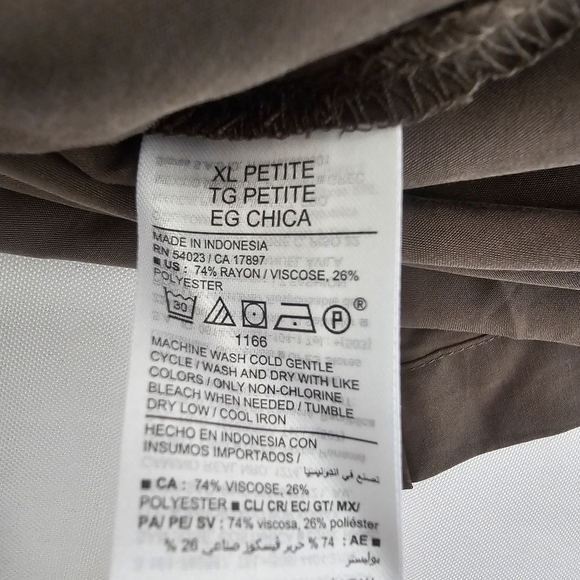 XL PETITE
TG PETITE
EG CHICA
MADE IN INDONESIA
RN 54023 / CA 17897
■ US : 74% RAYON / VISCOSE, 26%
POLYESTER
30 P ®
1166
MACHINE WASH COLD GENTLE
CYCLE / WASH AND DRY WITH LIKE
COLORS / ONLY NON-CHLORINE
BLEACH WHEN NEEDED / TUMBLE
DRY LOW / COOL IRON
HECHO EN INDONESIA CON
INSUMOS IMPORTADOS /
تصنع في اندونيسيا
■ CA : 74% VISCOSE, 26%
POLYESTER ■ CL/ CR/ EC/ GT/ MX/
PA/ PE/ SV : 74% viscosa, 26% poliéster
■ AE : 74 % حرير فيسكوز صناعي 26 %
بوليستر